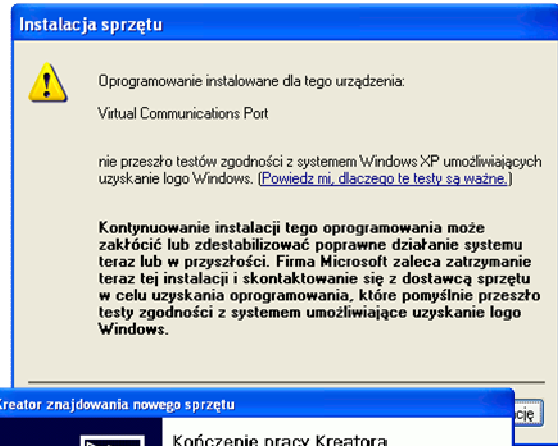 Instalacja sprzętu
Oprogramowanie instalowane dla tego urządzenia:
Virtual Communications Port
nie przeszło testów zgodności z systemem Windows XP umożliwiających
uzyskanie logo Windows. (Powiedz mi, dlaczego te testy są ważne.)
Kontynuowanie instalacji tego oprogramowania może
zakłócić lub zdestabilizować poprawne działanie systemu
teraz lub w przyszłości. Firma Microsoft zaleca zatrzymanie
teraz tej instalacji i skontaktowanie się z dostawcą sprzętu
w celu uzyskania oprogramowania, które pomyślnie przeszło
testy zgodności z systemem umożliwiające uzyskanie logo
Windows.
Kreator znajdowania nowego sprzętu
Kończenie pracy Kreatora